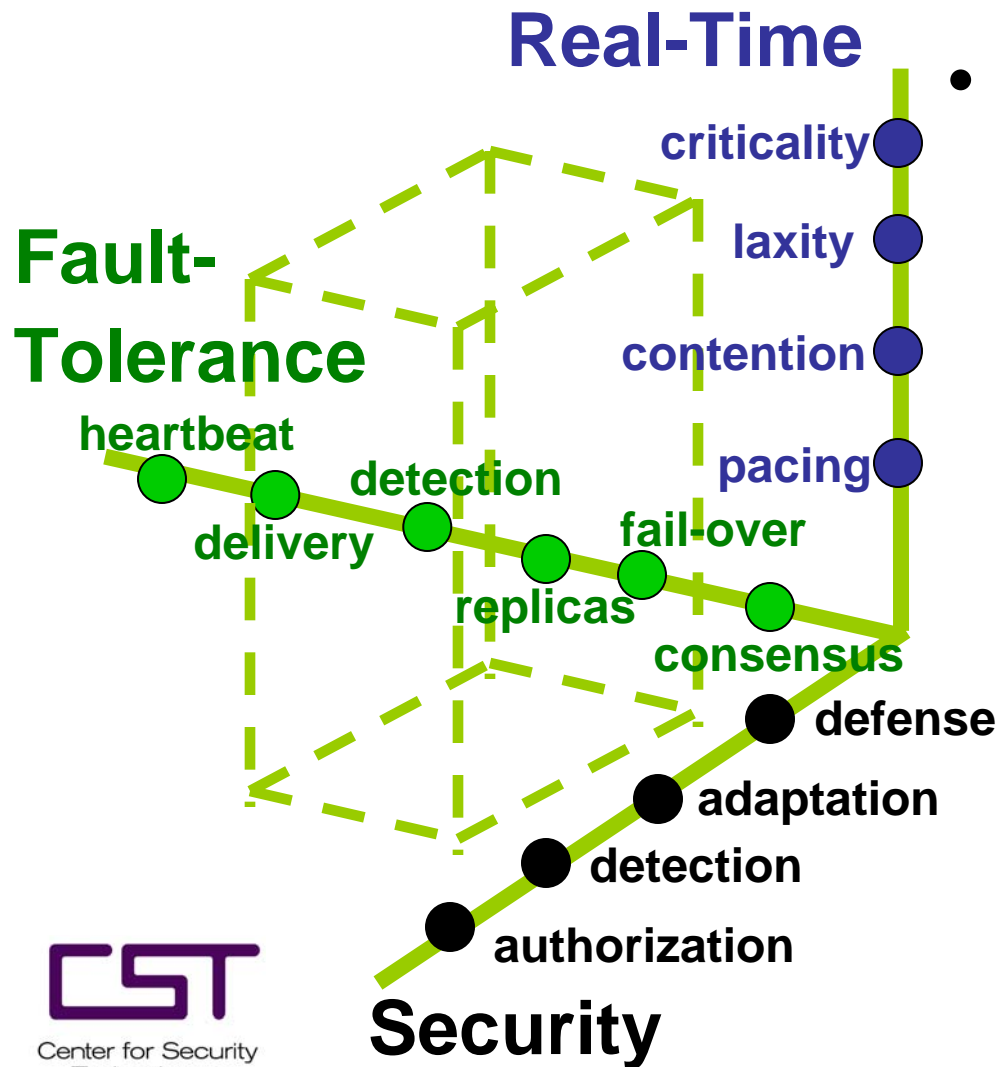 Real-Time
•
criticality
laxity
contention
pacing
Fault-
Tolerance
heartbeat
detection
delivery
fail-over
replicas
consensus
defense
adaptation
detection
authorization
Security
CST
Center for Security